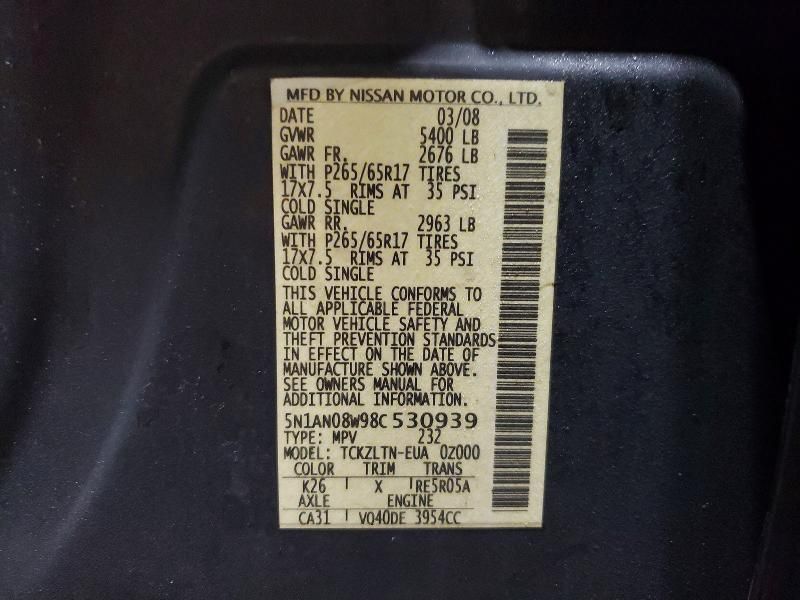 MFD BY NISSAN MOTOR CO., LTD.
DATE 03/08
GVWR 5400 LB
GAWR FR. 2676 LB
WITH P265/65R17 TIRES
17X7.5 RIMS AT 35 PSI
COLD SINGLE
GAWR RR. 2963 LB
WITH P265/65R17 TIRES
17X7.5 RIMS AT 35 PSI
COLD SINGLE
THIS VEHICLE CONFORMS TO
ALL APPLICABLE FEDERAL
MOTOR VEHICLE SAFETY AND
THEFT PREVENTION STANDARDS
IN EFFECT ON THE DATE OF
MANUFACTURE SHOWN ABOVE.
SEE OWNERS MANUAL FOR
ADDITIONAL INFORMATION.
5N1AN08W98C530939
TYPE: MPV 232
MODEL: TCKZLTN-EUA 0Z000
COLOR TRIM TRANS
K26 X RE5R05A
AXLE ENGINE
CA31 VQ40DE 3954CC